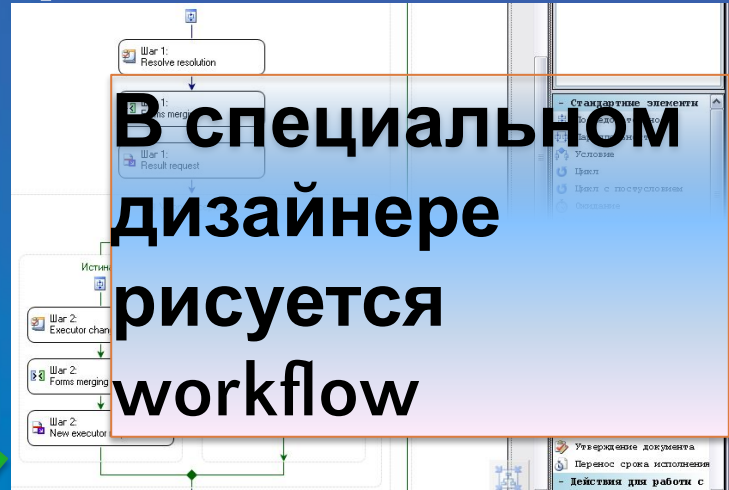 Шаг 1:
Resolve resolution
Шаг 1:
Forms merging
Шаг 1:
Result request
В специальном
дизайнере
рисуется
workflow
Истина
Шаг 2:
Executor chan
Шаг 2:
Forms merging
Шаг 2:
New executor
- Стандартные элементы
Условие
Цикл
Цикл с постусловием
Ожидание
Утверждение документа
Перенос срока исполнения
- Действия для работы с